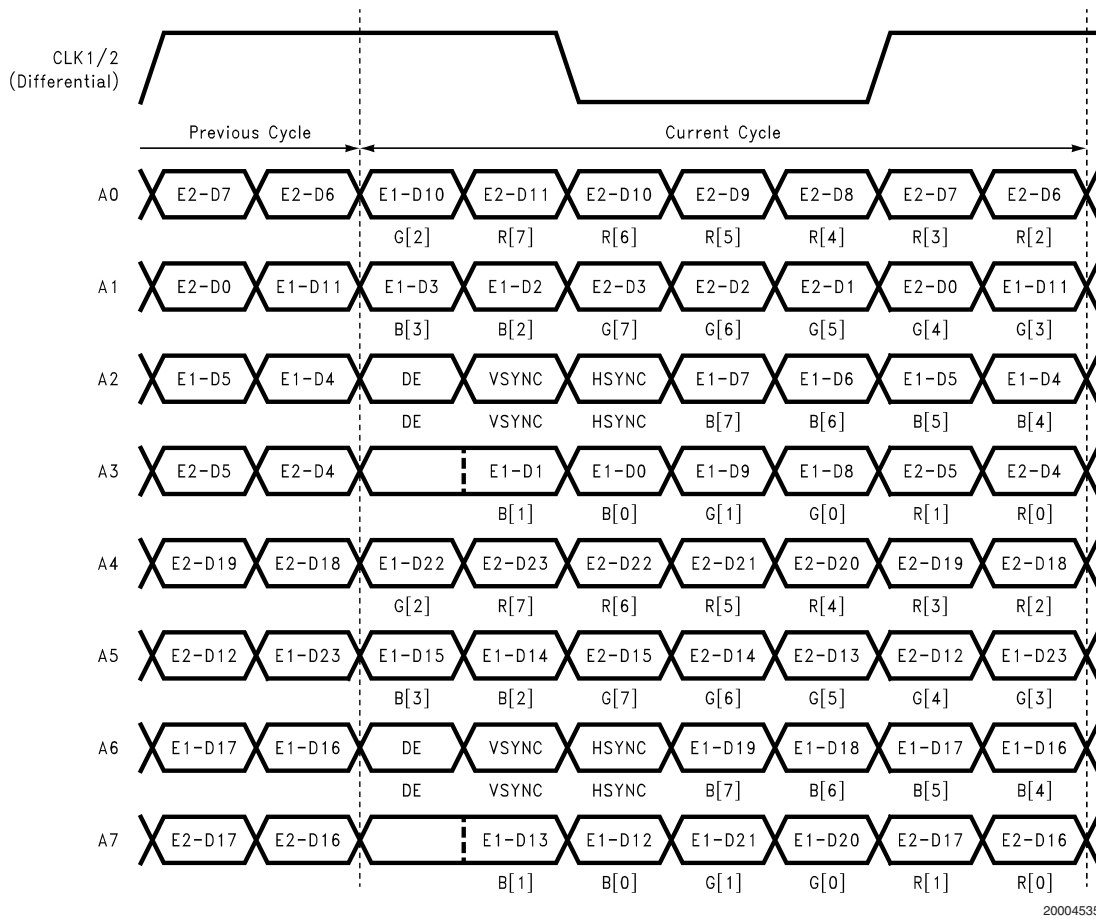 CLK1/2
(Differential)
Previous Cycle Current Cycle
A0 E2-D7 E2-D6 E1-D10 E2-D11 E2-D10 E2-D9 E2-D8 E2-D7 E2-D6
G[2] R[7] R[6] R[5] R[4] R[3] R[2]
A1 E2-D0 E1-D11 E1-D3 E1-D2 E2-D3 E2-D2 E2-D1 E2-D0 E1-D11
B[3] B[2] G[7] G[6] G[5] G[4] G[3]
A2 E1-D5 E1-D4 DE VSYNC HSYNC E1-D7 E1-D6 E1-D5 E1-D4
DE VSYNC HSYNC B[7] B[6] B[5] B[4]
A3 E2-D5 E2-D4 E1-D1 E1-D0 E1-D9 E1-D8 E2-D5 E2-D4
B[1] B[0] G[1] G[0] R[1] R[0]
A4 E2-D19 E2-D18 E1-D22 E2-D23 E2-D22 E2-D21 E2-D20 E2-D19 E2-D18
G[2] R[7] R[6] R[5] R[4] R[3] R[2]
A5 E2-D12 E1-D23 E1-D15 E1-D14 E2-D15 E2-D14 E2-D13 E2-D12 E1-D23
B[3] B[2] G[7] G[6] G[5] G[4] G[3]
A6 E1-D17 E1-D16 DE VSYNC HSYNC E1-D19 E1-D18 E1-D17 E1-D16
DE VSYNC HSYNC B[7] B[6] B[5] B[4]
A7 E2-D17 E2-D16 E1-D13 E1-D12 E1-D21 E1-D20 E2-D17 E2-D16
B[1] B[0] G[1] G[0] R[1] R[0]
20004535